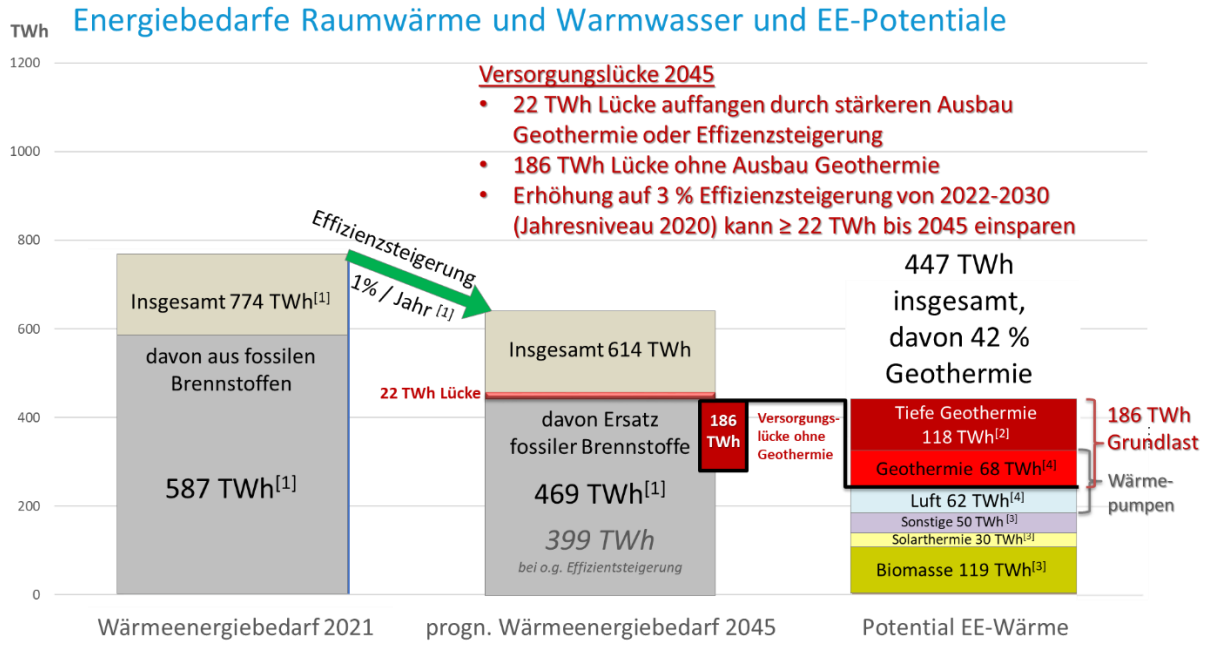 Energiebedarfe Raumwärme und Warmwasser und EE-Potentiale
TWh
1200
1000
800
600
400
200
0
Versorgungslücke 2045
• 22 TWh Lücke auffangen durch stärkeren Ausbau
Geothermie oder Effizenzsteigerung
• 186 TWh Lücke ohne Ausbau Geothermie
• Erhöhung auf 3 % Effizienzsteigerung von 2022-2030
(Jahresniveau 2020) kann ≥ 22 TWh bis 2045 einsparen
Effizienzsteigerung
1% / Jahr [1]
Insgesamt 774 TWh[1]
davon aus fossilen
Brennstoffen
587 TWh[1]
Insgesamt 614 TWh
22 TWh Lücke
davon Ersatz
fossiler Brennstoffe
469 TWh[1]
399 TWh
bei o.g. Effizientsteigerung
186
TWh
Versorgungs-
lücke ohne
Geothermie
447 TWh
insgesamt,
davon 42 %
Geothermie
Tiefe Geothermie
118 TWh[2]
Geothermie 68 TWh[4]
Luft 62 TWh[4]
Sonstige 50 TWh [3]
Solarthermie 30 TWh[3]
Biomasse 119 TWh[3]
186 TWh
Grundlast
Wärme-
pumpen
Wärmeenergiebedarf 2021
progn. Wärmeenergiebedarf 2045
Potential EE-Wärme